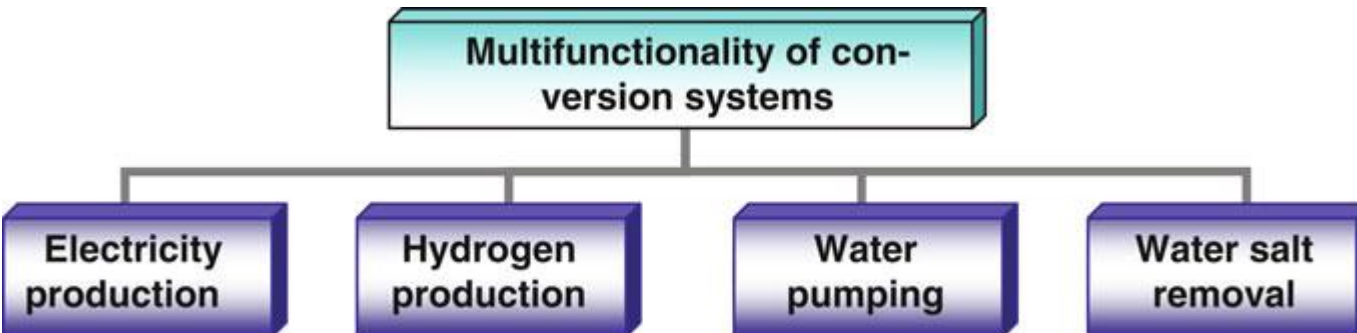 Multifunctionality of con-
version systems
Electricity
production
Hydrogen
production
Water
pumping
Water salt
removal